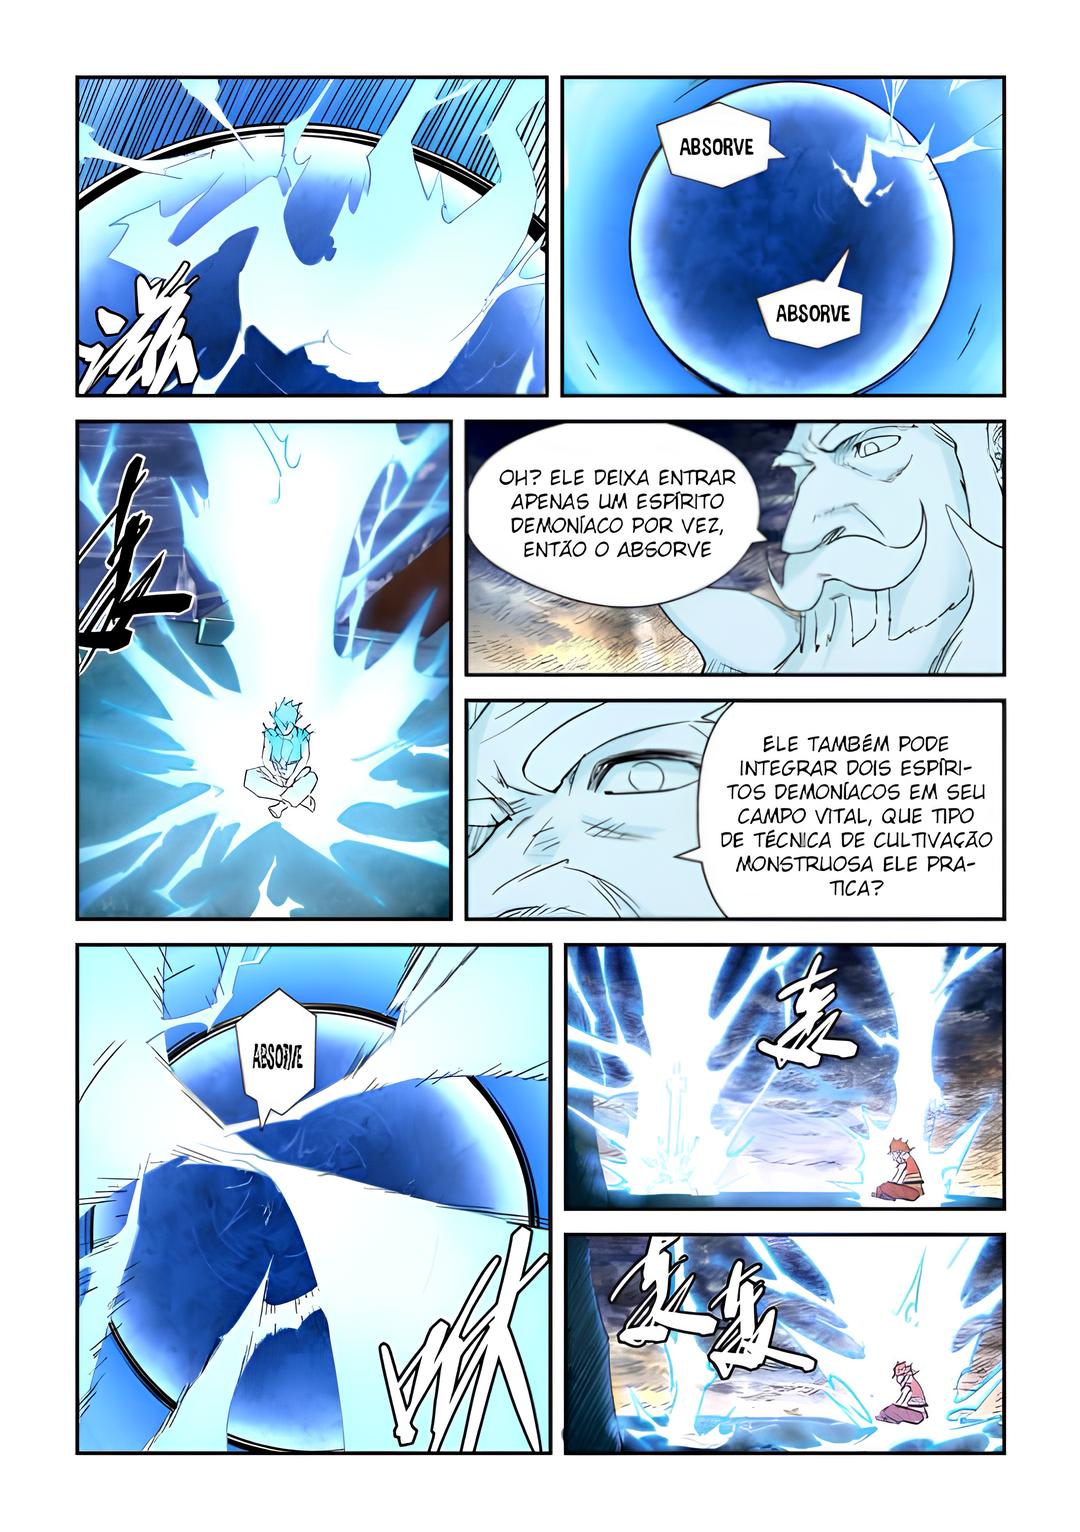 滋
ABSORVE
ABSORVE
OH? ELE DEIXA ENTRAR
APENAS UM ESPÍRITO
DEMONÍACO POR VEZ,
ENTÃO O ABSORVE
ELE TAMBÉM PODE
INTEGRAR DOIS ESPÍRI-
TOS DEMONÍACOS EM SEU
CAMPO VITAL, QUE TIPO
DE TÉCNICA DE CULTIVAÇÃO
MONSTRUOSA ELE PRA-
TICA?
ABSORVE